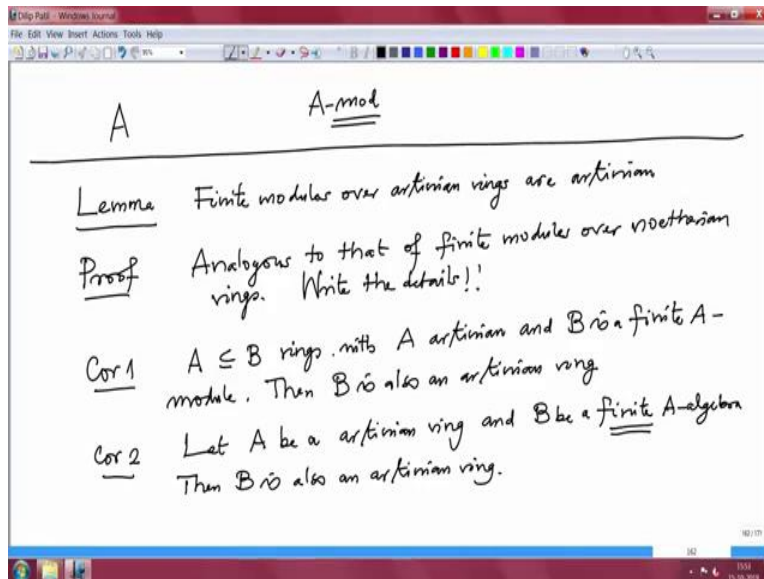 Dilip Patil - Windows Journal
File Edit View Insert Actions Tools Help
A A-mod
Lemma Finite modules over artinian rings are artinian
Proof Analogous to that of finite modules over noetherian
rings. Write the details!!
Cor 1 A ⊆ B rings with A artinian and B is a finite A-
module. Then B is also an artinian ring
Cor 2 Let A be a artinian ring and B be a finite A-algebra
Then B is also an artinian ring.
162